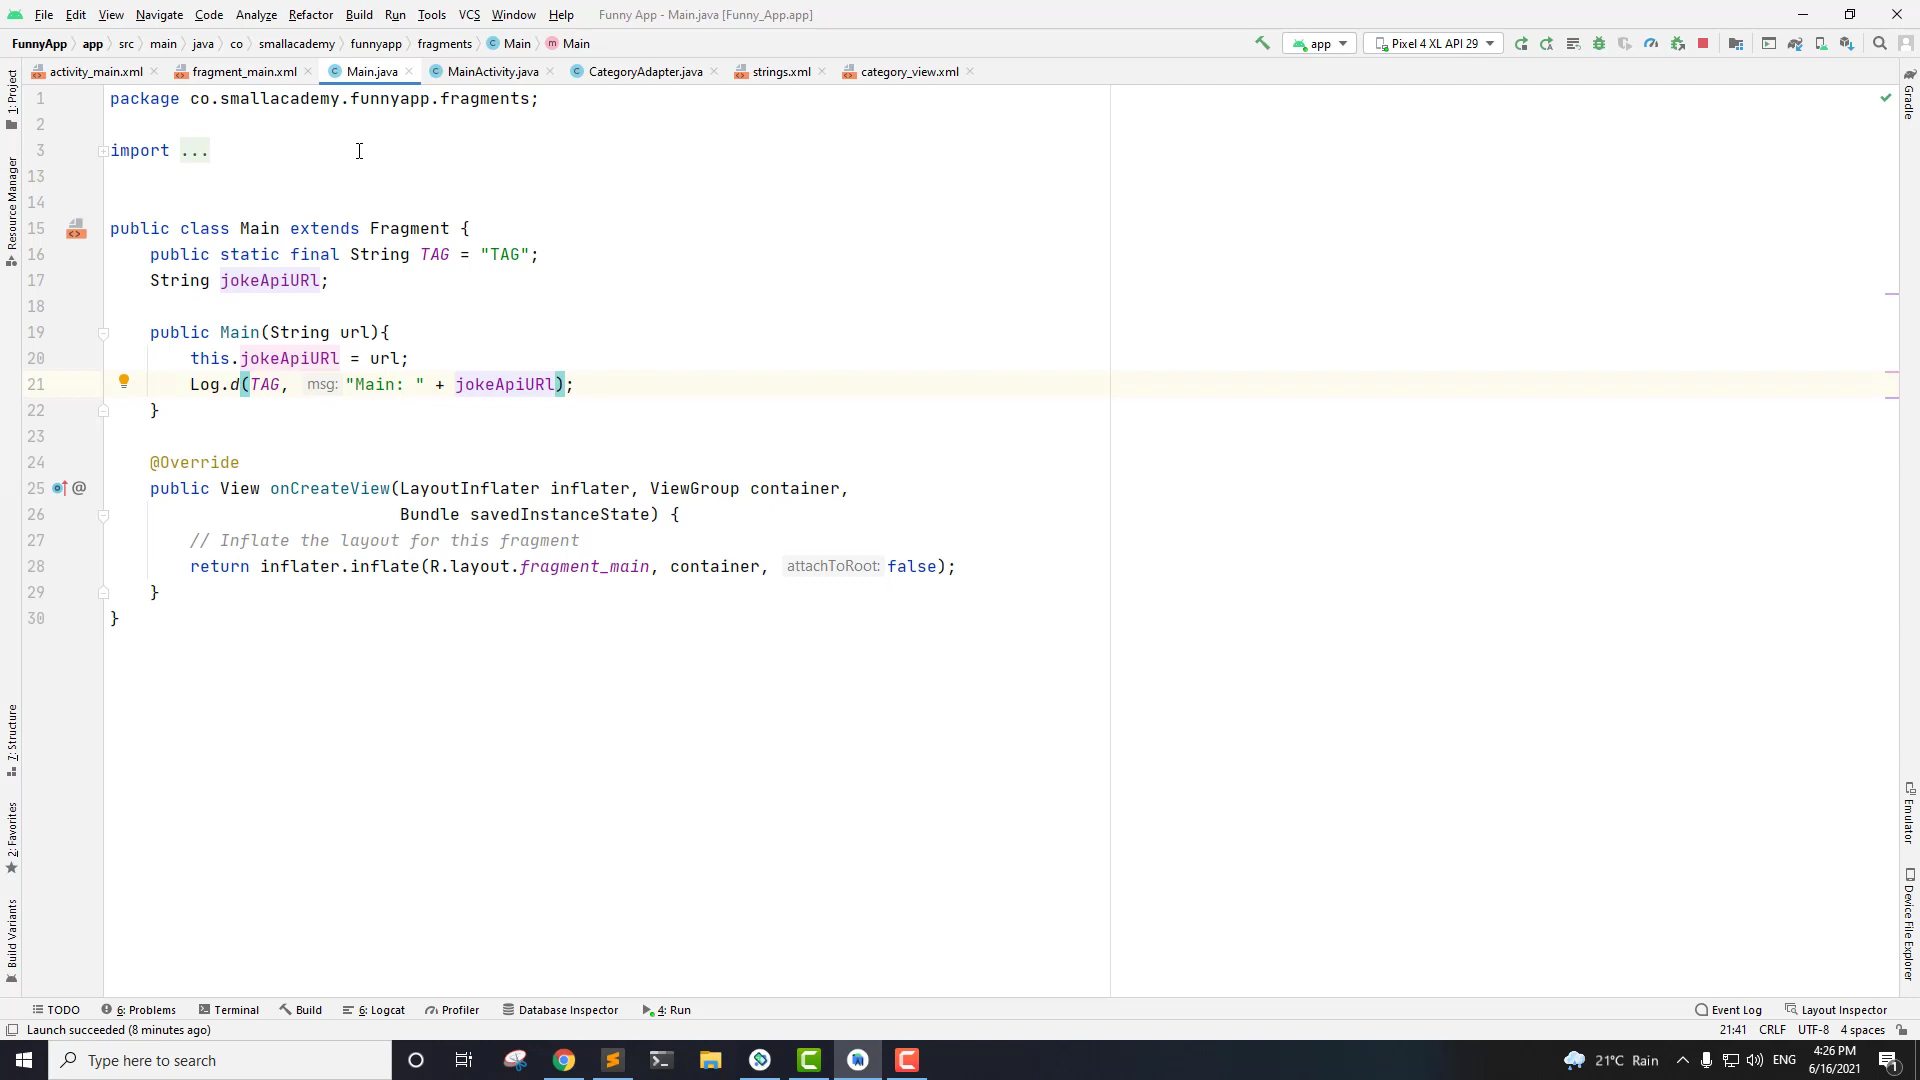 File Edit View Navigate Code Analyze Refactor Build Run Tools VCS Window Help Funny App - Main.java [Funny_App.app]
FunnyApp app src main java co smallacademy funnyapp fragments Main Main app Pixel 4 XL API 29
activity_main.xml fragment_main.xml Main.java MainActivity.java CategoryAdapter.java strings.xml category_view.xml
1 package co.smallacademy.funnyapp.fragments;
2
3 import ...
13
14
15 public class Main extends Fragment {
16 public static final String TAG = "TAG";
17 String jokeApiURl;
18
19 public Main(String url){
20 this.jokeApiURl = url;
21 Log.d(TAG, msg: "Main: " + jokeApiURl);
22 }
23
24 @Override
25 public View onCreateView(LayoutInflater inflater, ViewGroup container,
26 Bundle savedInstanceState) {
27 // Inflate the layout for this fragment
28 return inflater.inflate(R.layout.fragment_main, container, attachToRoot: false);
29 }
30 }
1: Project
Resource Manager
7: Structure
2: Favorites
Build Variants
Gradle
Emulator
Device File Explorer
TODO 6: Problems Terminal Build 6: Logcat Profiler Database Inspector 4: Run Event Log Layout Inspector
Launch succeeded (8 minutes ago) 21:41 CRLF UTF-8 4 spaces
Type here to search 21°C Rain ENG 4:26 PM
6/16/2021 1